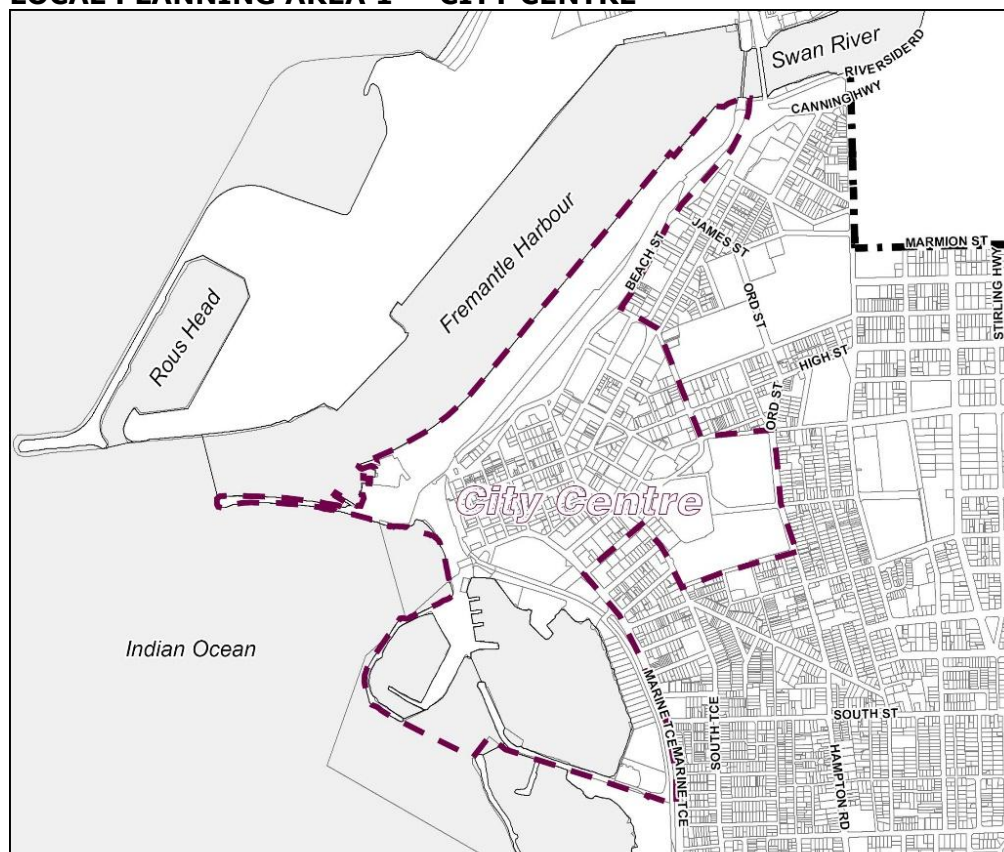 LOCAL PLANNING AREA 1 – CITY CENTRE
Swan River
RIVERSIDE RD
CANNING HWY
Fremantle Harbour
MARMION ST
JAMES ST
BEACH ST
STIRLING HWY
Rous Head
ORD ST
HIGH ST
ORD ST
City Centre
Indian Ocean
MARINE TCE
MARINE TCE
SOUTH TCE
SOUTH ST
HAMPTON RD